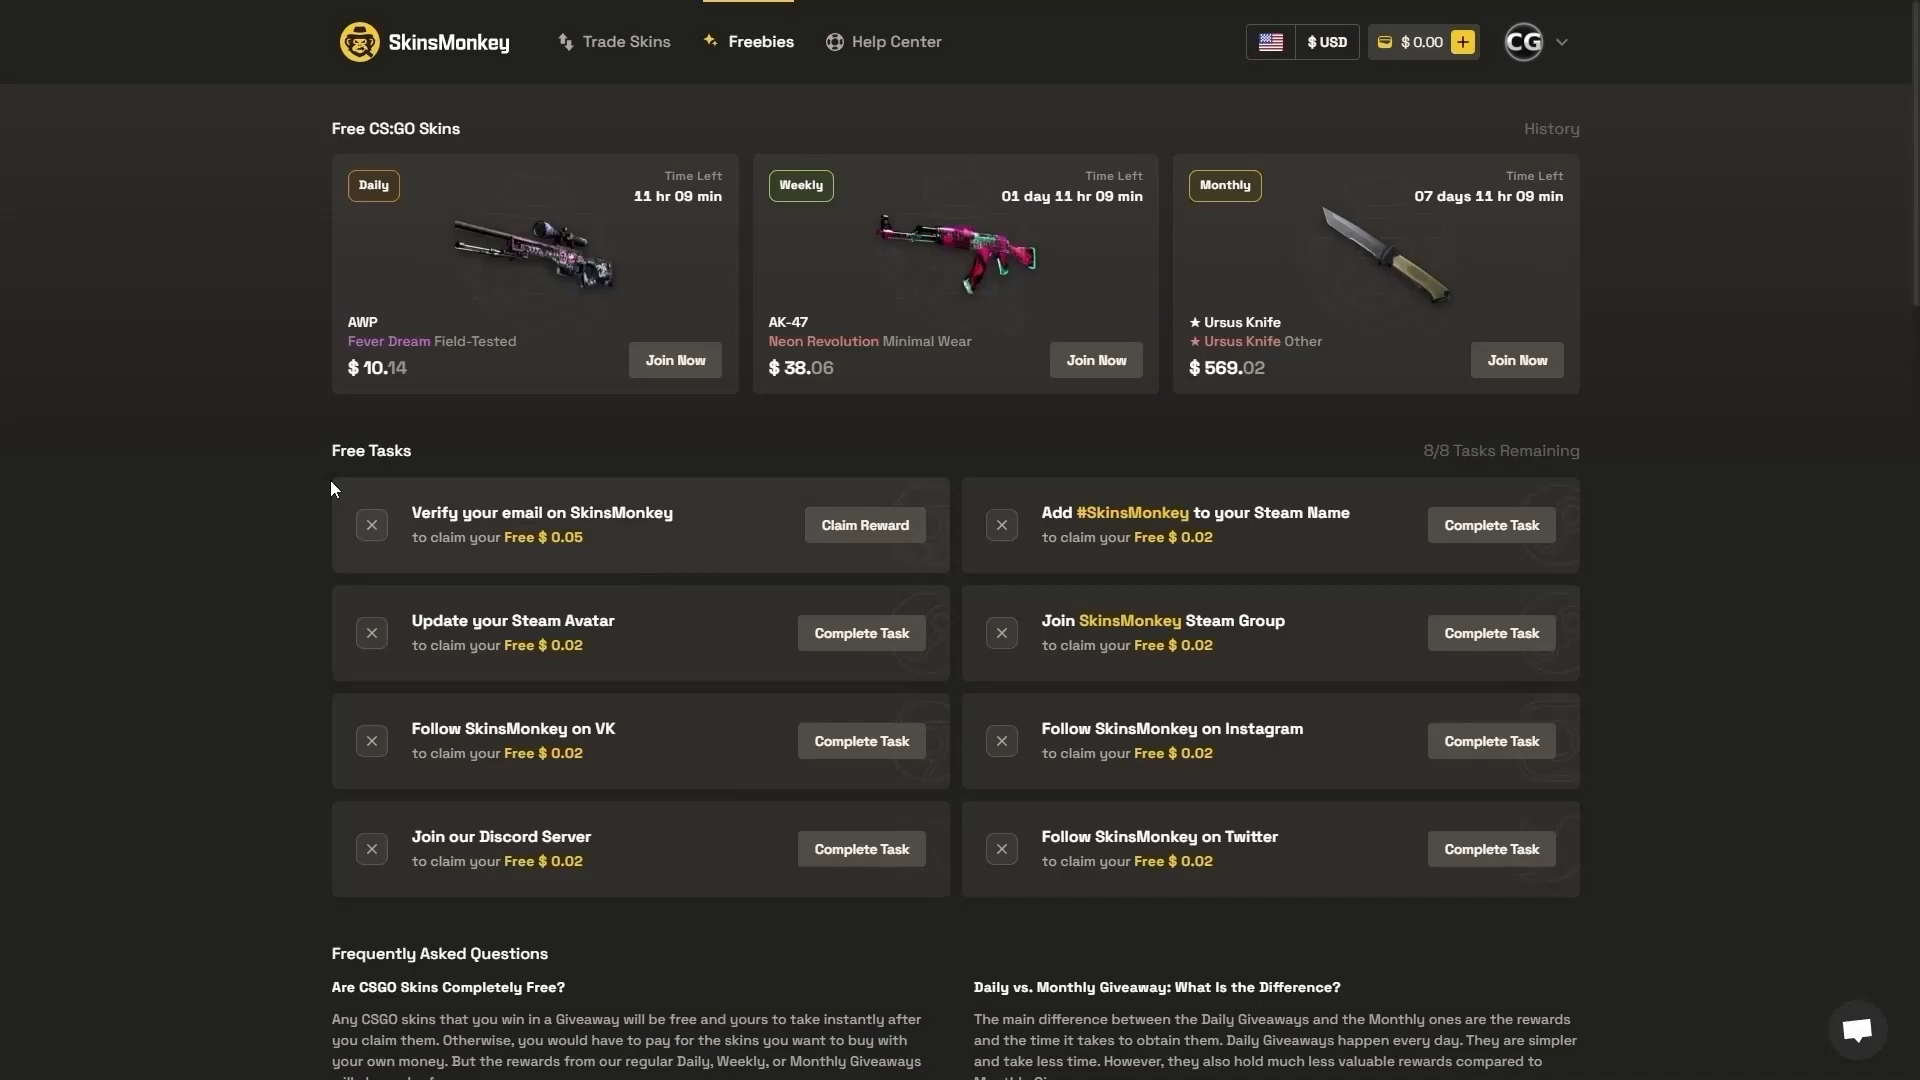 SkinsMonkey
Trade Skins
Freebies
Help Center
$ USD
$ 0.00
CG
Free CS:GO Skins
History
Daily
Time Left
11 hr 09 min
AWP
Fever Dream Field-Tested
$ 10.14
Join Now
Weekly
Time Left
01 day 11 hr 09 min
AK-47
Neon Revolution Minimal Wear
$ 38.06
Join Now
Monthly
Time Left
07 days 11 hr 09 min
★ Ursus Knife
★ Ursus Knife Other
$ 569.02
Join Now
Free Tasks
8/8 Tasks Remaining
Verify your email on SkinsMonkey
to claim your Free $ 0.05
Claim Reward
Add #SkinsMonkey to your Steam Name
to claim your Free $ 0.02
Complete Task
Update your Steam Avatar
to claim your Free $ 0.02
Complete Task
Join SkinsMonkey Steam Group
to claim your Free $ 0.02
Complete Task
Follow SkinsMonkey on VK
to claim your Free $ 0.02
Complete Task
Follow SkinsMonkey on Instagram
to claim your Free $ 0.02
Complete Task
Join our Discord Server
to claim your Free $ 0.02
Complete Task
Follow SkinsMonkey on Twitter
to claim your Free $ 0.02
Complete Task
Frequently Asked Questions
Are CSGO Skins Completely Free?
Any CSGO skins that you win in a Giveaway will be free and yours to take instantly after
you claim them. Otherwise, you would have to pay for the skins you want to buy with
your own money. But the rewards from our regular Daily, Weekly, or Monthly Giveaways
Daily vs. Monthly Giveaway: What Is the Difference?
The main difference between the Daily Giveaways and the Monthly ones are the rewards
and the time it takes to obtain them. Daily Giveaways happen every day. They are simpler
and take less time. However, they also hold much less valuable rewards compared to